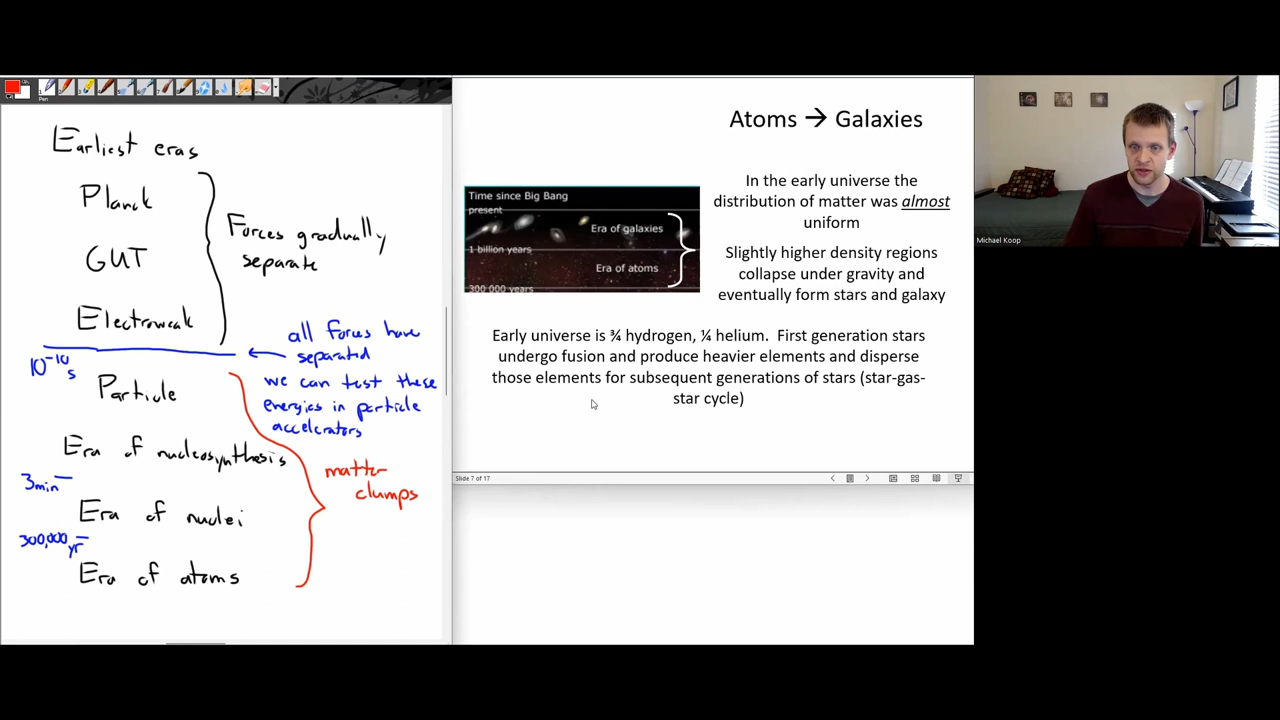 Pen
Earliest eras
Planck
GUT
Electroweak
Forces gradually
separate
all forces have
separated
10⁻¹⁰ s
we can test these
energies in particle
accelerators
Particle
Era of nucleosynthesis
matter
clumps
3min
Era of nuclei
300,000 yr
Era of atoms
Atoms → Galaxies
Time since Big Bang
present
Era of galaxies
1 billion years
Era of atoms
300 000 years
In the early universe the
distribution of matter was almost
uniform
Slightly higher density regions
collapse under gravity and
eventually form stars and galaxy
Early universe is ¾ hydrogen, ¼ helium. First generation stars
undergo fusion and produce heavier elements and disperse
those elements for subsequent generations of stars (star-gas-
star cycle)
Slide 7 of 17
Michael Koop